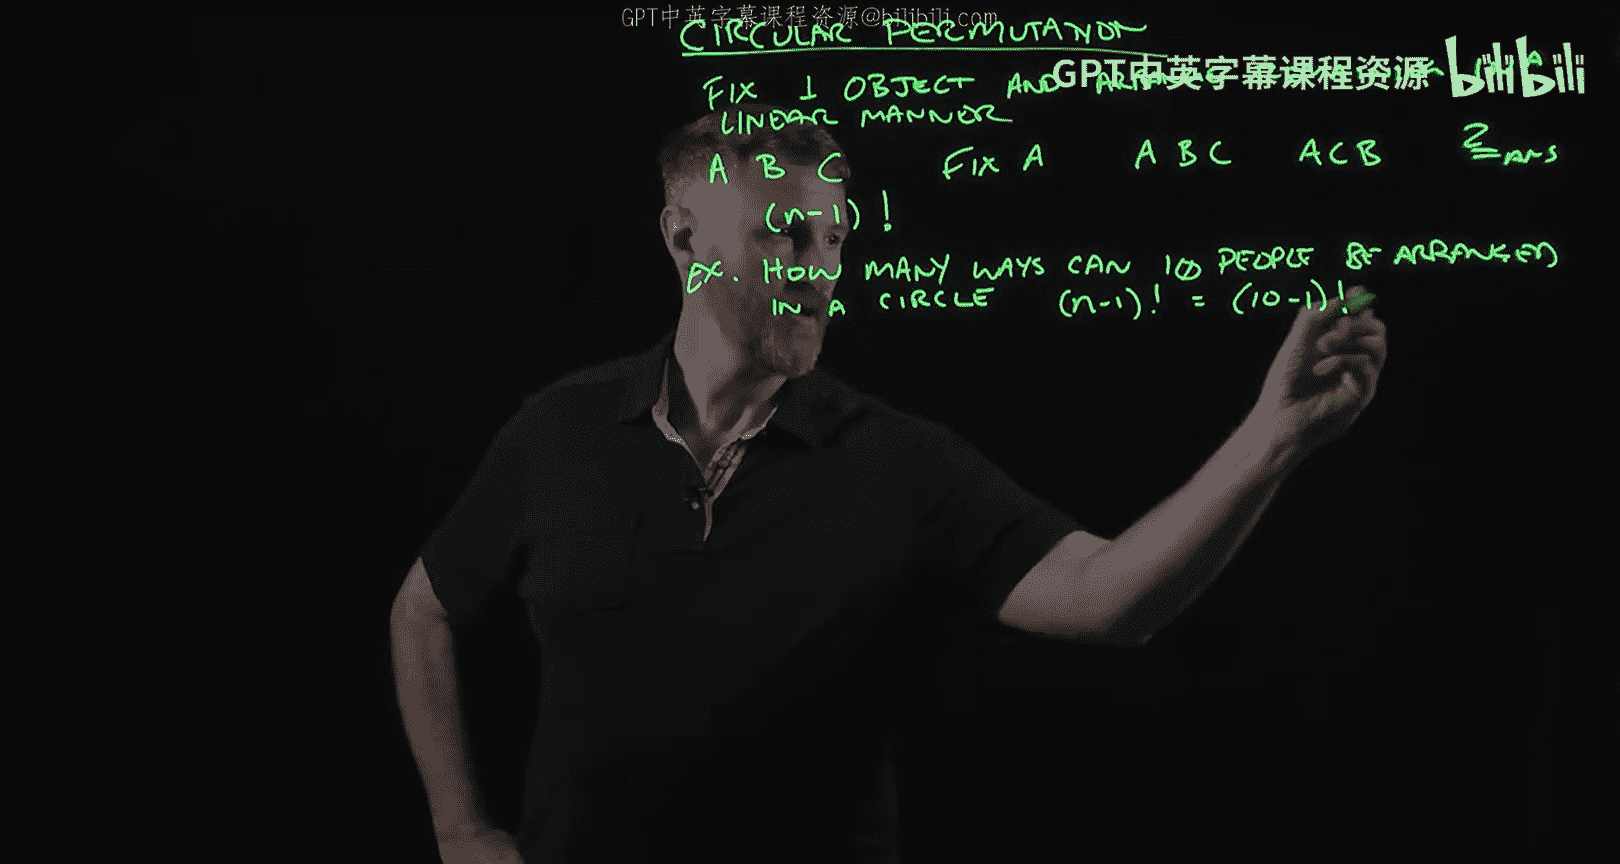 GPT中英字幕课程资源@bilibili.com
CIRCULAR PERMUTATION
GPT中英字幕课程资源 bilibili
FIX 1 OBJECT AND A
LINEAR MANNER
A B C FIX A A B C A C B 2 ANS
(n-1)!
EX. HOW MANY WAYS CAN 10 PEOPLE BE ARRANGED
IN A CIRCLE (n-1)! = (10-1)! =